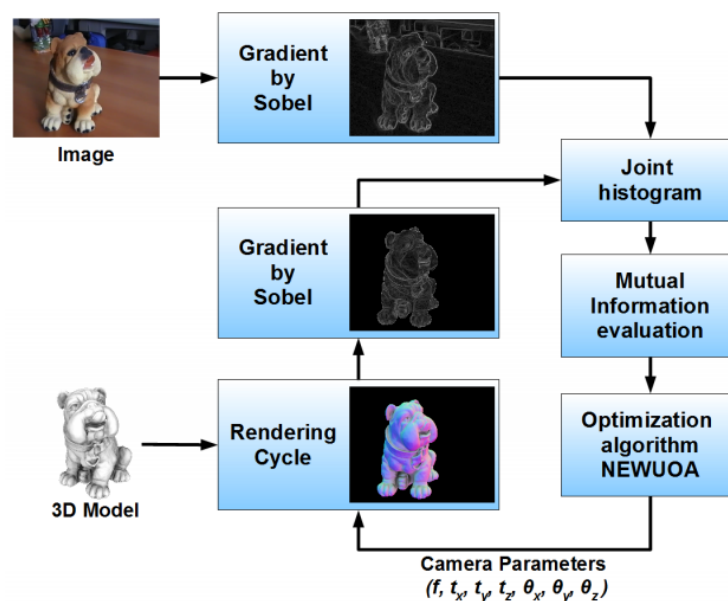 Image
Gradient
by
Sobel
Joint
histogram
Gradient
by
Sobel
Mutual
Information
evaluation
3D Model
Rendering
Cycle
Optimization
algorithm
NEWUOA
Camera Parameters
(f, tx, ty, tz, θx, θy, θz)